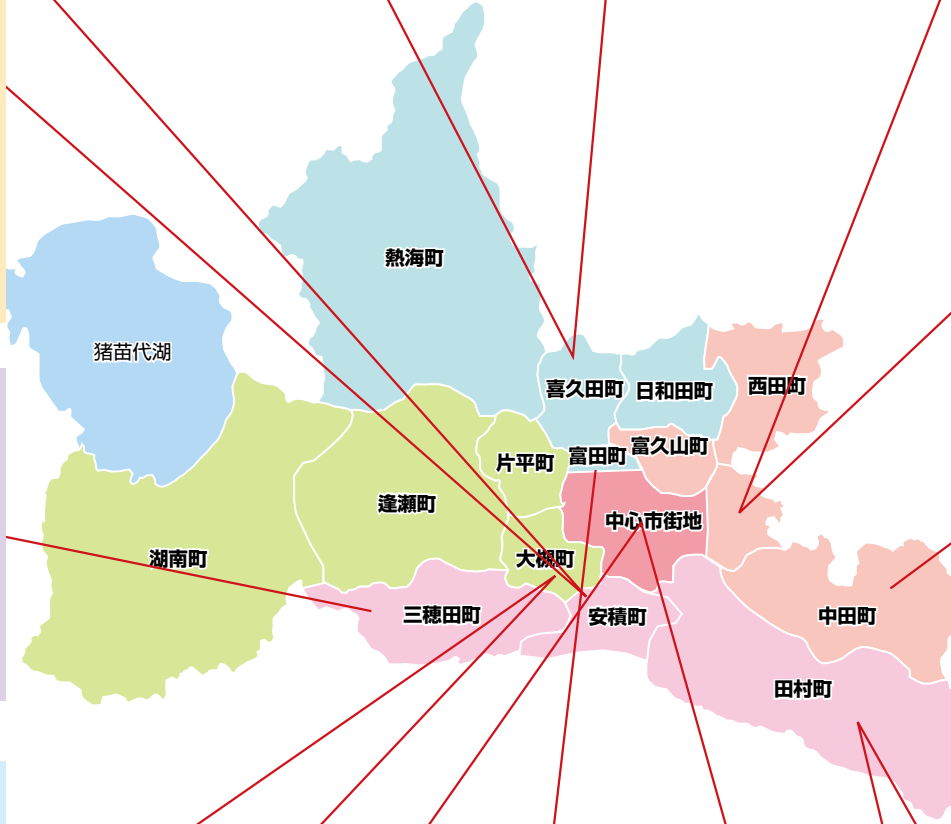 熱海町
猪苗代湖
喜久田町
日和田町
西田町
富久山町
富田町
片平町
逢瀬町
中心市街地
湖南町
大槻町
三穂田町
安積町
中田町
田村町